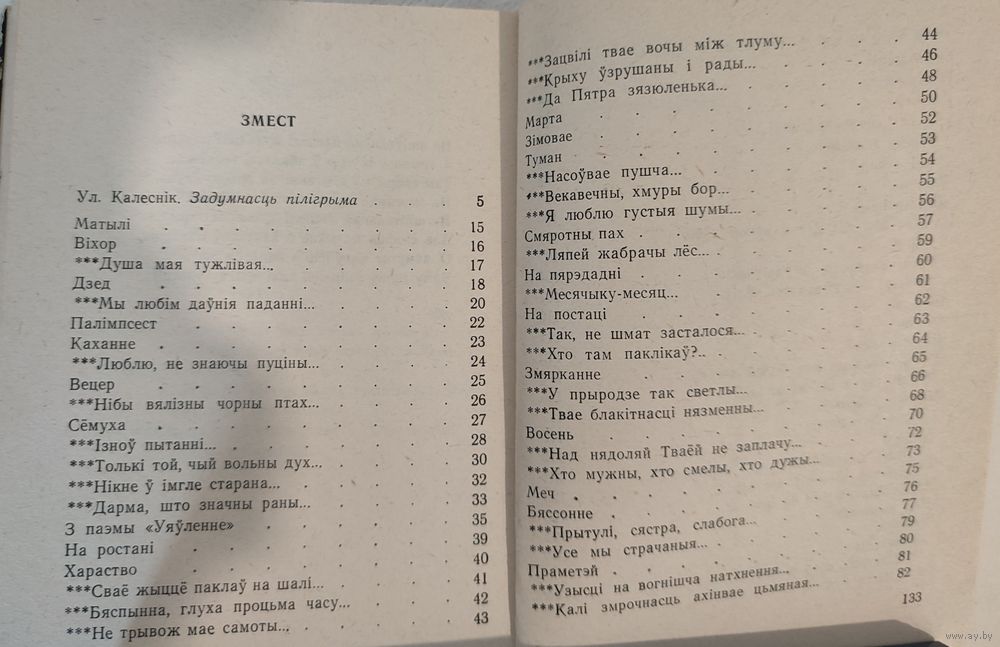 ЗМЕСТ
Ул. Калеснік. Задумнасць пілігрыма . . . 5
Матылі . . . . . . . 15
Віхор . . . . . . . 16
***Душа мая тужлівая... . . . . 17
Дзед . . . . . . . 18
***Мы любім даўнія паданні... . . . 20
Палімпсест . . . . . . 22
Каханне . . . . . . . 23
***Люблю, не знаючы пуціны... . . . 24
Вецер . . . . . . . 25
***Нібы вялізны чорны птах... . . . 26
Сёмуха . . . . . . . 27
***Ізноў пытанні... . . . . . 28
***Толькі той, чый вольны дух... . . . 30
***Нікне ў імгле старана... . . . . 32
***Дарма, што значны раны... . . . 33
З паэмы «Уяўленне» . . . . 35
На ростані . . . . . . 39
Хараство . . . . . . 40
***Сваё жыццё паклаў на шалі... . . . 41
***Бяспынна, глуха процьма часу... . . 42
***Не трывож мае самоты... . . . . 43
***Зацвілі твае вочы між тлуму... . . . 44
***Крыху ўзрушаны і рады... . . . 46
***Да Пятра зязюленька... . . . . 48
Марта . . . . . . . 50
Зімовае . . . . . . . 52
Туман . . . . . . . 53
***Насоўвае пушча... . . . . . 54
***Векавечны, хмуры бор... . . . . 55
***Я люблю густыя шумы... . . . . 56
Смяротны пах . . . . . . 57
***Ляпей жабрачы лёс... . . . . 59
На пярэдадні . . . . . . 60
***Месячыку-месяц... . . . . . 61
На постаці . . . . . . 62
***Так, не шмат засталося... . . . . 63
***Хто там паклікаў?.. . . . . . 64
Змярканне . . . . . . 65
***У прыродзе так светлы... . . . . 66
***Твае блакітнасці нязменны... . . . 68
Восень . . . . . . . 70
***Над нядоляй Тваёй не заплачу... . . 72
***Хто мужны, хто смелы, хто дужы... . . 73
Меч . . . . . . . 75
Бяссонне . . . . . . 76
***Прытулі, сястра, слабога... . . . 77
***Усе мы страчаныя... . . . . 79
Праметэй . . . . . . 80
***Узысці на вогнішча натхнення... . . . 81
***Калі змрочнасць ахінвае цьмяная... . . 82
133
www.ay.by